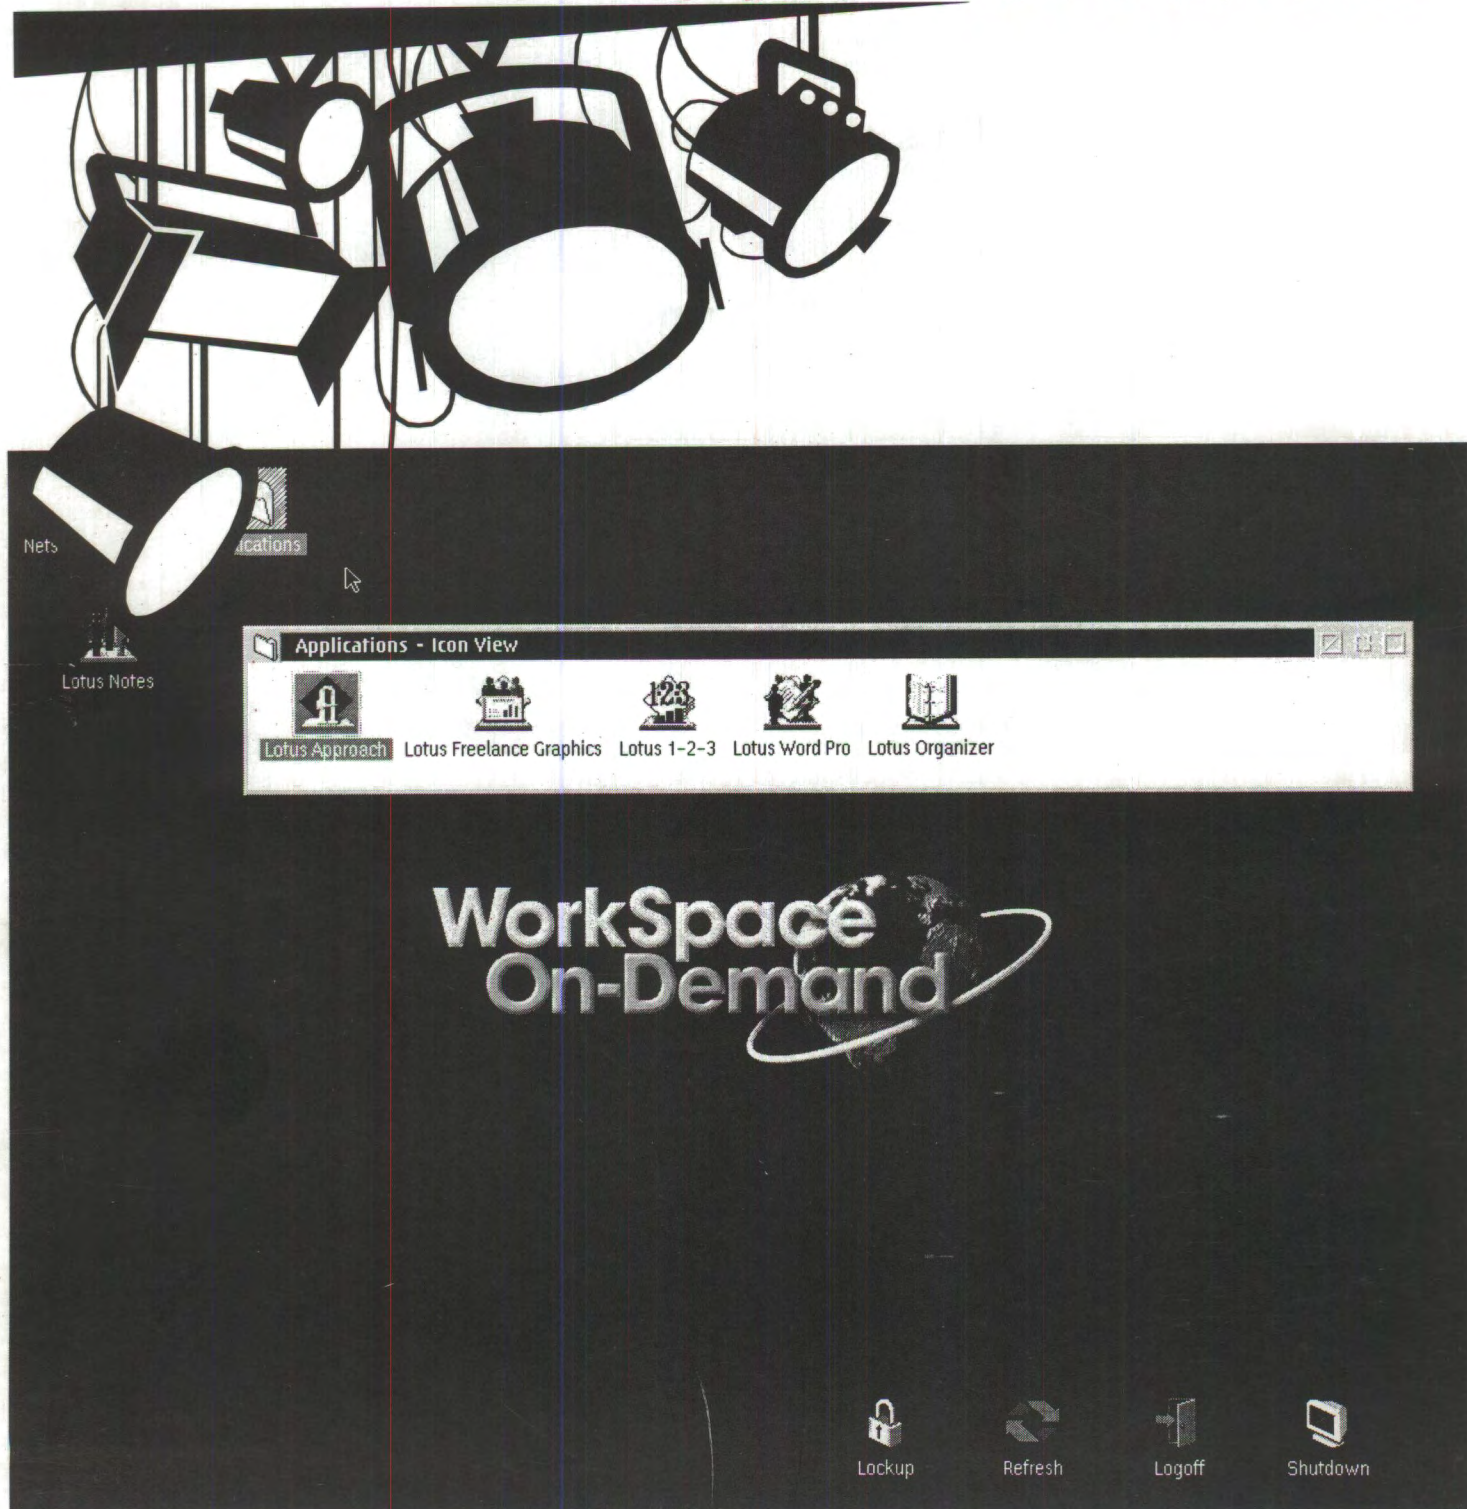 Nets
ications
Lotus Notes
Applications - Icon View
Lotus Approach Lotus Freelance Graphics Lotus 1-2-3 Lotus Word Pro Lotus Organizer
WorkSpace
On-Demand
Lockup Refresh Logoff Shutdown